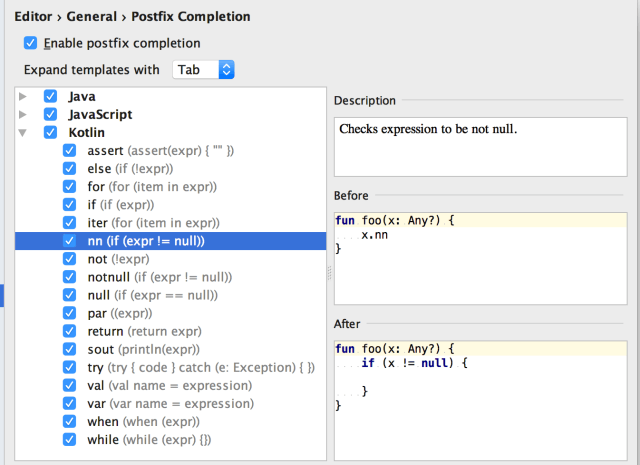 Editor › General › Postfix Completion
Enable postfix completion
Expand templates with Tab
Java
JavaScript
Kotlin
assert (assert(expr) { "" })
else (if (!expr))
for (for (item in expr))
if (if (expr))
iter (for (item in expr))
nn (if (expr != null))
not (!expr)
notnull (if (expr != null))
null (if (expr == null))
par ((expr))
return (return expr)
sout (println(expr))
try (try { code } catch (e: Exception) { })
val (val name = expression)
var (var name = expression)
when (when (expr))
while (while (expr) {})
Description
Checks expression to be not null.
Before
fun foo(x: Any?) {
x.nn
}
After
fun foo(x: Any?) {
if (x != null) {
}
}